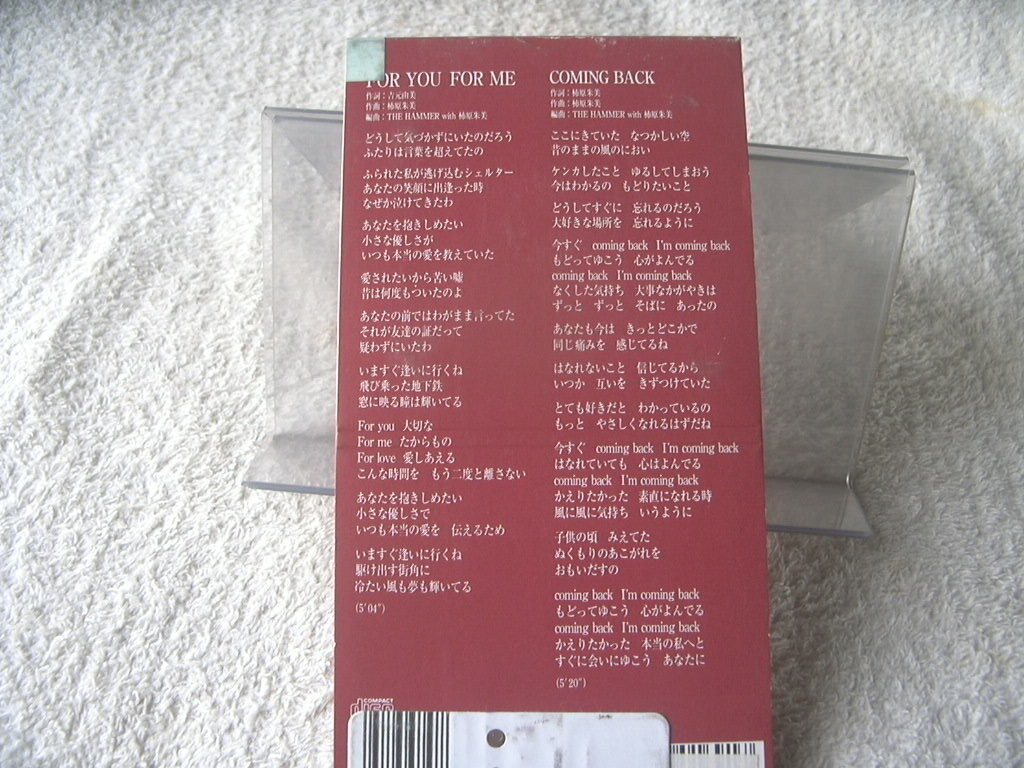 FOR YOU FOR ME
作詞：吉元由美
作曲：柿原朱美
編曲：THE HAMMER with 柿原朱美
どうして気づかずにいたのだろう
ふたりは言葉を超えてたの
ふられた私が逃げ込むシェルター
あなたの笑顔に出逢った時
なぜか泣けてきたわ
あなたを抱きしめたい
小さな優しさが
いつも本当の愛を教えていた
愛されたいから苦い嘘
昔は何度もついたのよ
あなたの前ではわがまま言ってた
それが友達の証だって
疑わずにいたわ
いますぐ逢いに行くね
飛び乗った地下鉄
窓に映る瞳は輝いてる
For you 大切な
For me たからもの
For love 愛しあえる
こんな時間を もう二度と離さない
あなたを抱きしめたい
小さな優しさで
いつも本当の愛を 伝えるため
いますぐ逢いに行くね
駆け出す街角に
冷たい風も夢も輝いてる
(5'04")
COMING BACK
作詞：柿原朱美
作曲：柿原朱美
編曲：THE HAMMER with 柿原朱美
ここにきていた なつかしい空
昔のままの風のにおい
ケンカしたこと ゆるしてしまおう
今はわかるの もどりたいこと
どうしてすぐに 忘れるのだろう
大好きな場所を 忘れるように
今すぐ coming back I'm coming back
もどってゆこう 心がよんでる
coming back I'm coming back
なくした気持ち 大事なかがやきは
ずっと ずっと そばに あったの
あなたも今は きっとどこかで
同じ痛みを 感じてるね
はなれないこと 信じてるから
いつか 互いを きずつけていた
とても好きだと わかっているの
もっと やさしくなれるはずだね
今すぐ coming back I'm coming back
はなれていても 心はよんでる
coming back I'm coming back
かえりたかった 素直になれる時
風に風に気持ち いうように
子供の頃 みえてた
ぬくもりのあこがれを
おもいだすの
coming back I'm coming back
もどってゆこう 心がよんでる
coming back I'm coming back
かえりたかった 本当の私へと
すぐに会いにゆこう あなたに
(5'20")
COMPACT
disc